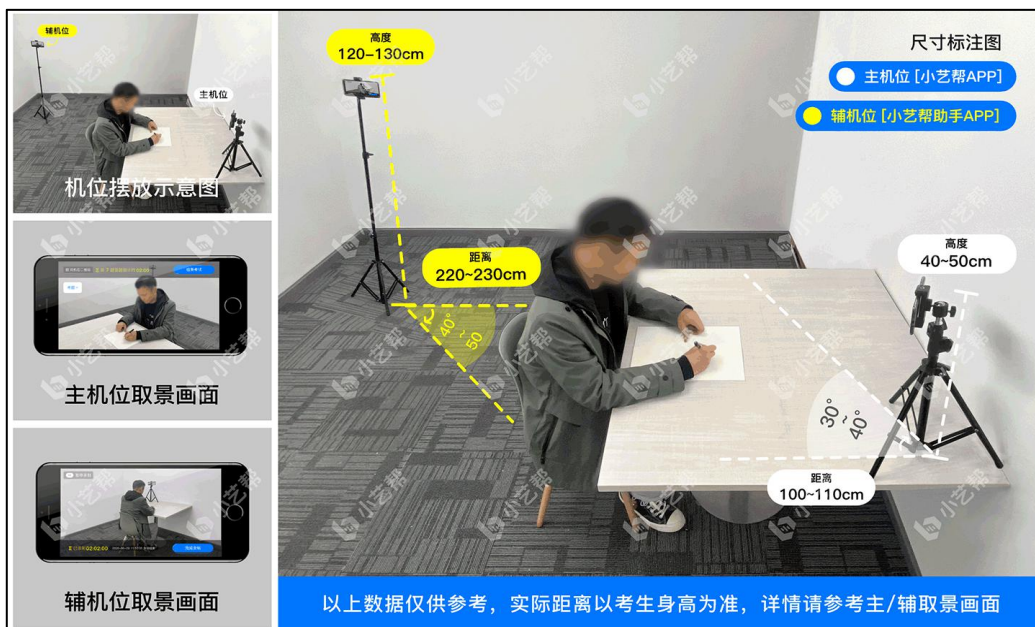 辅机位
主机位
机位摆放示意图
主机位取景画面
辅机位取景画面
尺寸标注图
主机位 [小艺帮APP]
辅机位 [小艺帮助手APP]
高度
120-130cm
距离
220~230cm
40°~50
高度
40~50cm
30°~40°
距离
100~110cm
以上数据仅供参考，实际距离以考生身高为准，详情请参考主/辅取景画面
小艺帮